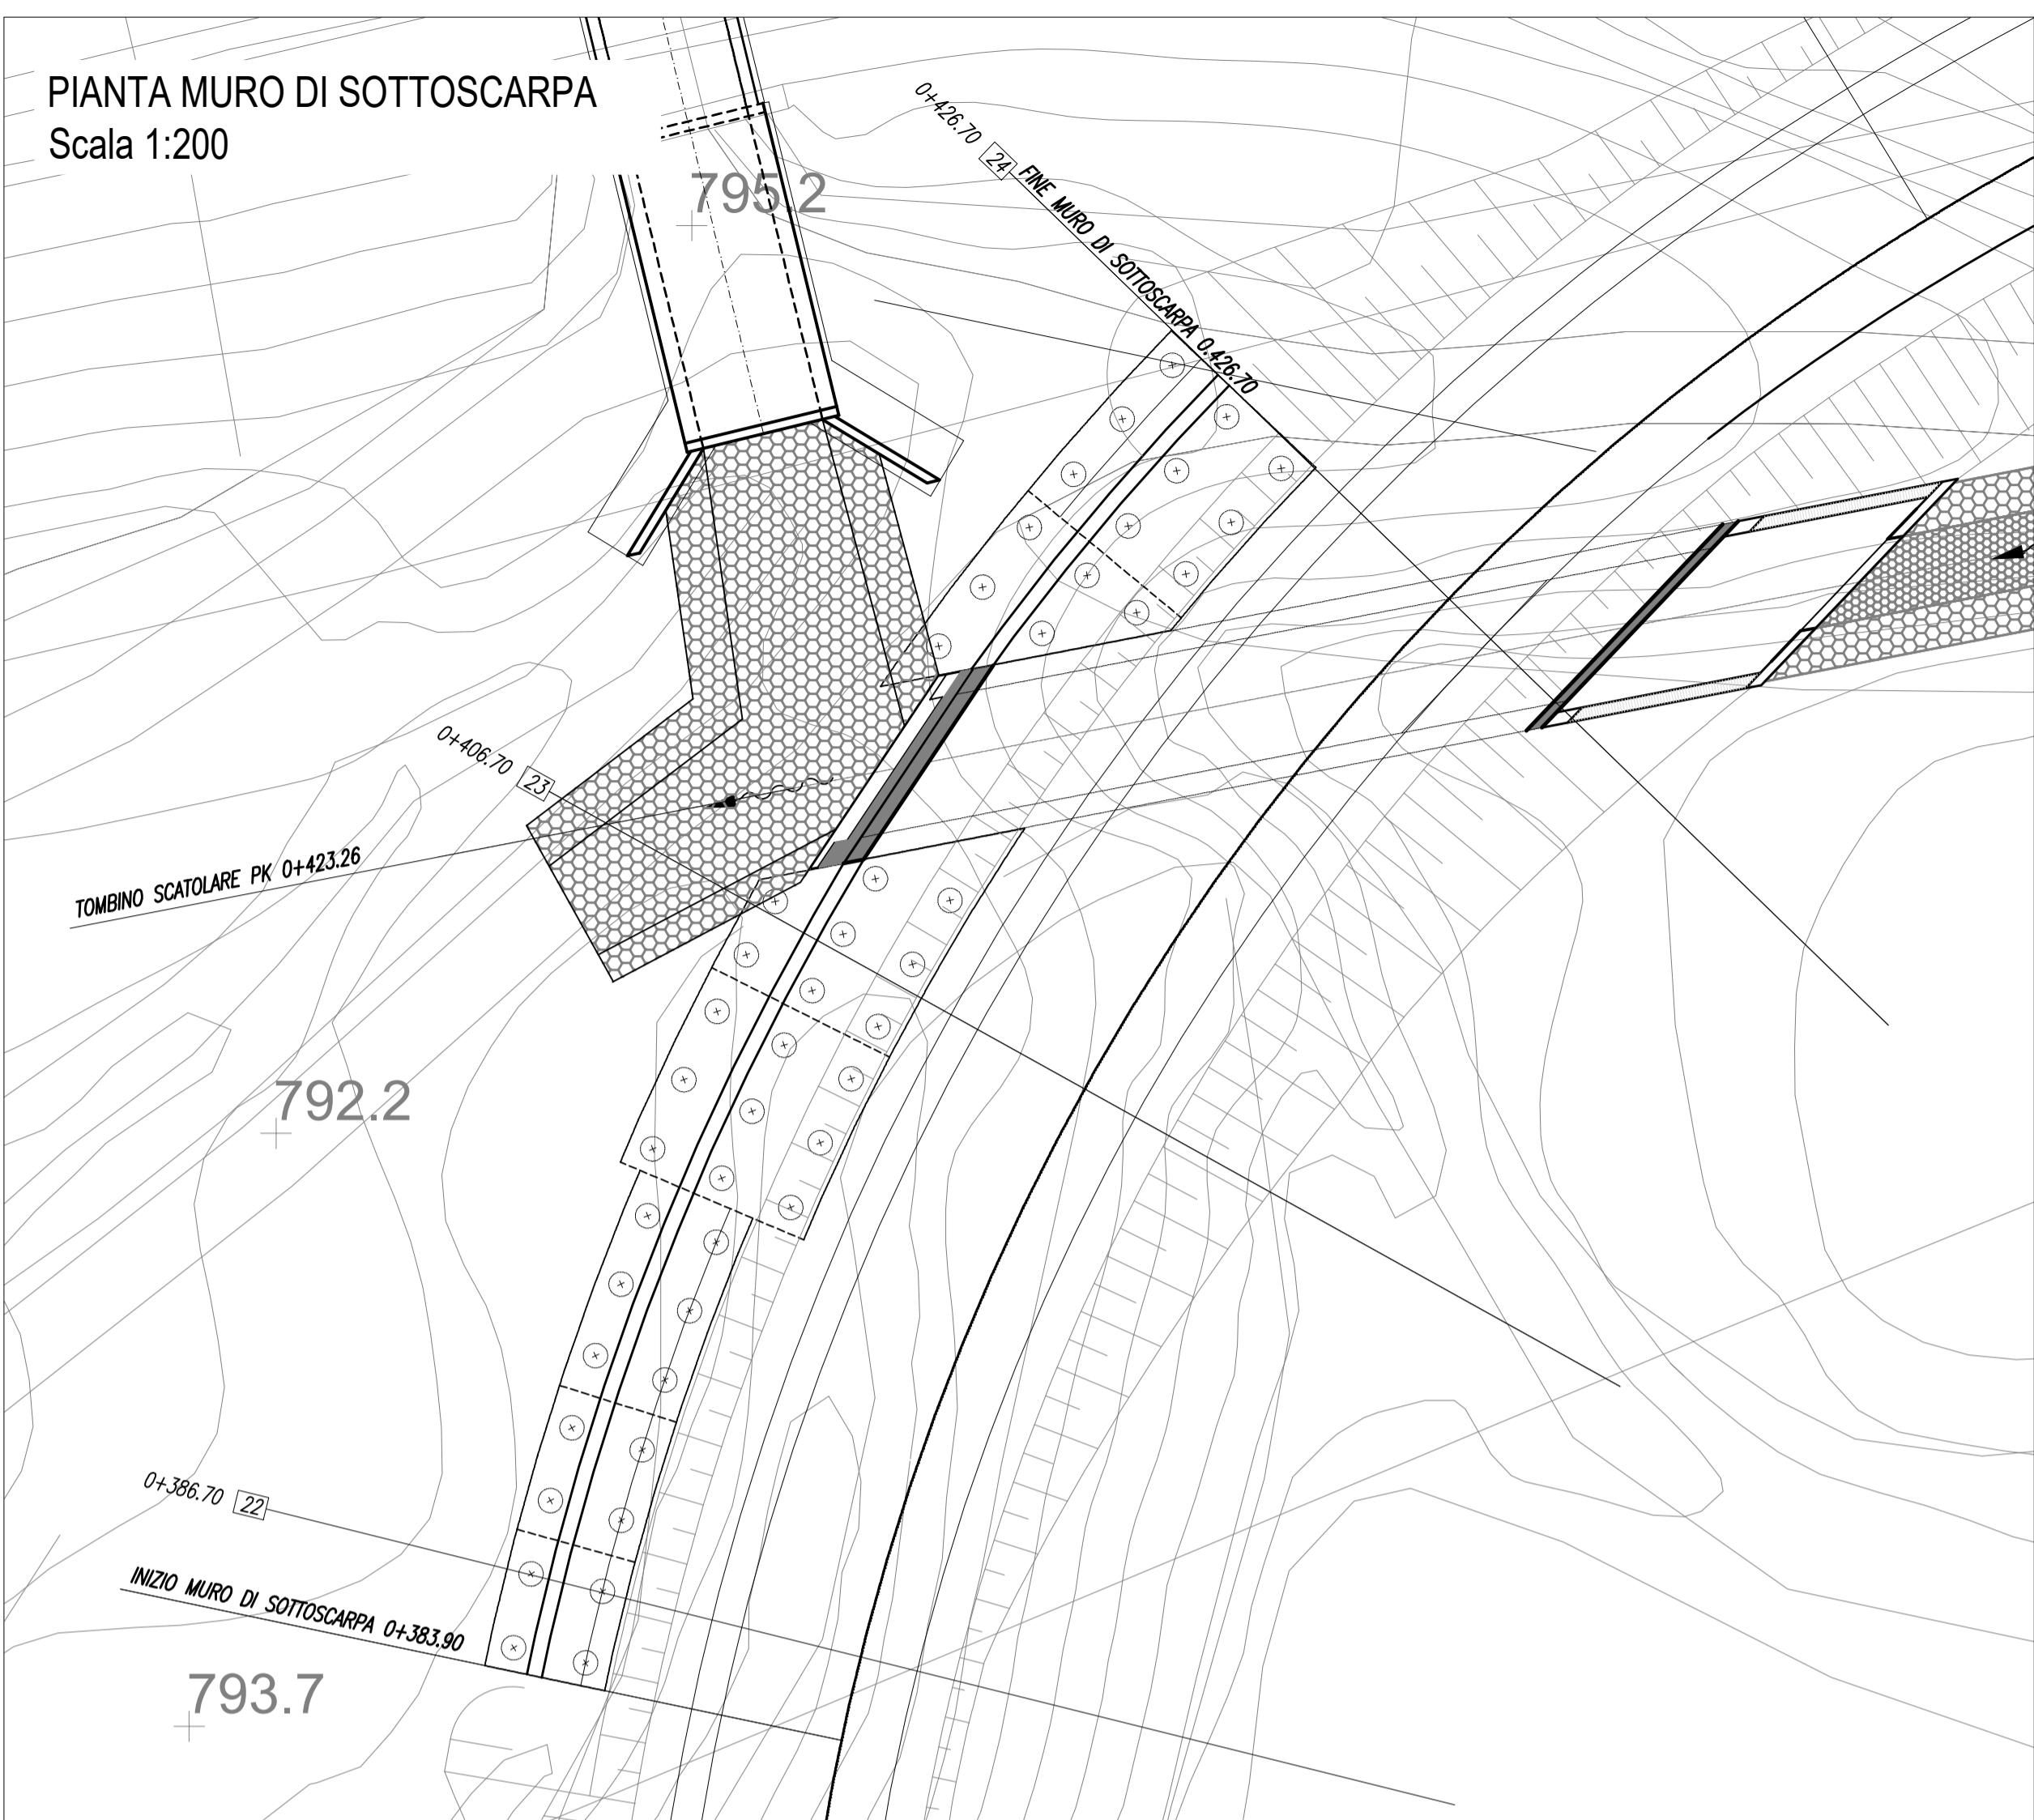 PIANTA MURO DI SOTTOSCARPA
Scala 1:200
795.2
0+426.70 24
FINE MURO DI SOTTOSCARPA 0.426.70
0+406.70 23
TOMBINO SCATOLARE PK 0+423.26
792.2
0+386.70 22
INIZIO MURO DI SOTTOSCARPA 0+383.90
793.7